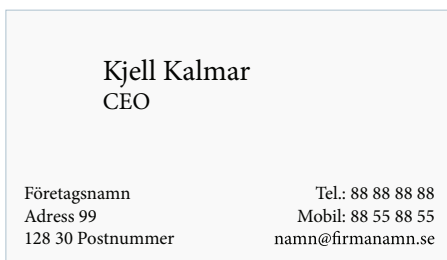 Kjell Kalmar
CEO
Företagsnamn
Adress 99
128 30 Postnummer
Tel.: 88 88 88 88
Mobil: 88 55 88 55
namn@firmanamn.se